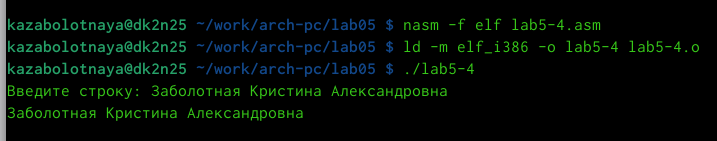 kazabolotnaya@dk2n25 ~/work/arch-pc/lab05 $ nasm -f elf lab5-4.asm
kazabolotnaya@dk2n25 ~/work/arch-pc/lab05 $ ld -m elf_i386 -o lab5-4 lab5-4.o
kazabolotnaya@dk2n25 ~/work/arch-pc/lab05 $ ./lab5-4
Введите строку: Заболотная Кристина Александровна
Заболотная Кристина Александровна